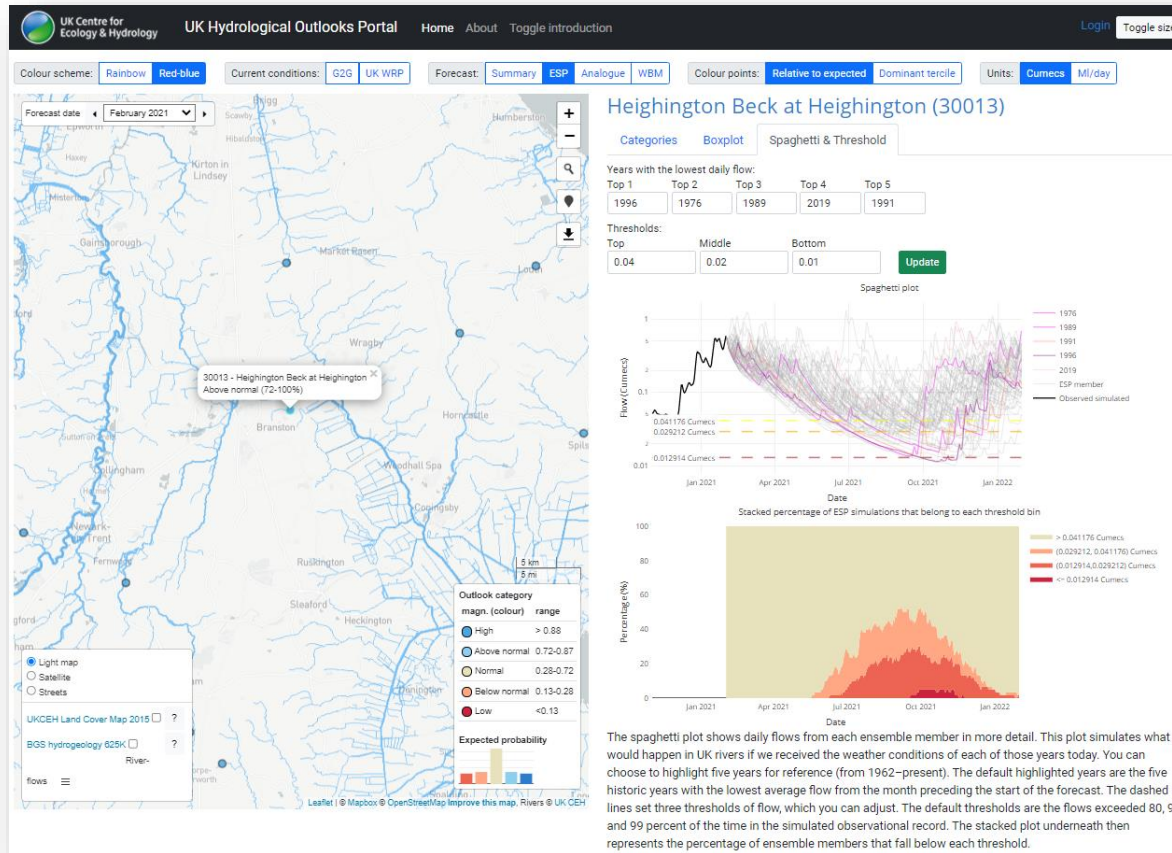 UK Centre for
Ecology & Hydrology
UK Hydrological Outlooks Portal
Home About Toggle introduction
Login Toggle size
Colour scheme: Rainbow Red-blue
Current conditions: G2G UK WRP
Forecast: Summary ESP Analogue WBM
Colour points: Relative to expected Dominant tercile
Units: Cumecs Ml/day
Forecast date February 2021
+
−
Brigg
Scawby
Hibaldstow
Humberston
Epworth
Haxey
Kirton in
Lindsey
Misterton
Gainsborough
Market Rasen
Louth
Wragby
30013 - Heighington Beck at Heighington ×
Above normal (72-100%)
Branston
Horncastle
Collingham
Woodhall Spa
Coningsby
Newark-
on-Trent
Fernwood
Ruskington
Sleaford
Heckington
5 km
5 mi
Outlook category
magn. (colour) range
High > 0.88
Above normal 0.72-0.87
Normal 0.28-0.72
Below normal 0.13-0.28
Low <0.13
Expected probability
Light map
Satellite
Streets
UKCEH Land Cover Map 2015 ?
BGS hydrogeology 625K ?
River-
flows
Leaflet | © Mapbox © OpenStreetMap Improve this map, Rivers © UK CEH
Heighington Beck at Heighington (30013)
Categories Boxplot Spaghetti & Threshold
Years with the lowest daily flow:
Top 1 Top 2 Top 3 Top 4 Top 5
1996 1976 1989 2019 1991
Thresholds:
Top Middle Bottom
0.04 0.02 0.01 Update
Spaghetti plot
Flow (Cumecs)
1
5
2
0.1
5
2
0.01
0.041176 Cumecs
0.029212 Cumecs
0.012914 Cumecs
Jan 2021 Apr 2021 Jul 2021 Oct 2021 Jan 2022
Date
1976
1989
1991
1996
2019
ESP member
Observed simulated
Stacked percentage of ESP simulations that belong to each threshold bin
Percentage (%)
100
80
60
40
20
0
Jan 2021 Apr 2021 Jul 2021 Oct 2021 Jan 2022
Date
> 0.041176 Cumecs
(0.029212, 0.041176) Cumecs
(0.012914,0.029212) Cumecs
<= 0.012914 Cumecs
The spaghetti plot shows daily flows from each ensemble member in more detail. This plot simulates what
would happen in UK rivers if we received the weather conditions of each of those years today. You can
choose to highlight five years for reference (from 1962–present). The default highlighted years are the five
historic years with the lowest average flow from the month preceding the start of the forecast. The dashed
lines set three thresholds of flow, which you can adjust. The default thresholds are the flows exceeded 80, 9
and 99 percent of the time in the simulated observational record. The stacked plot underneath then
represents the percentage of ensemble members that fall below each threshold.